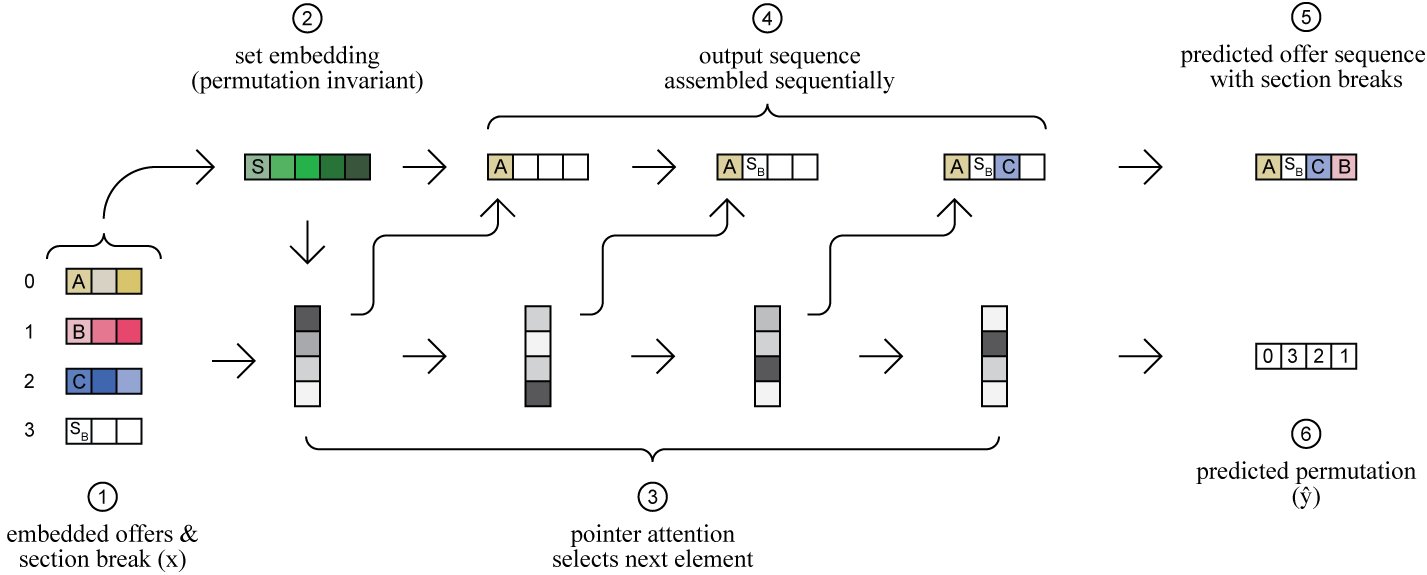 ②
set embedding
(permutation invariant)
④
output sequence
assembled sequentially
⑤
predicted offer sequence
with section breaks
S
A
A S_B
A S_B C
A S_B C B
0 A
1 B
2 C
3 S_B
0 3 2 1
①
embedded offers &
section break (x)
③
pointer attention
selects next element
⑥
predicted permutation
(ŷ)